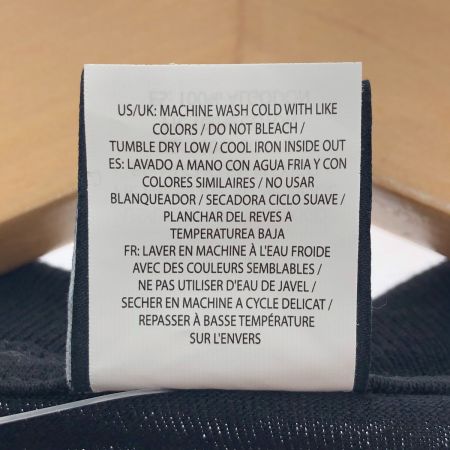 US/UK: MACHINE WASH COLD WITH LIKE
COLORS / DO NOT BLEACH /
TUMBLE DRY LOW / COOL IRON INSIDE OUT
ES: LAVADO A MANO CON AGUA FRIA Y CON
COLORES SIMILAIRES / NO USAR
BLANQUEADOR / SECADORA CICLO SUAVE /
PLANCHAR DEL REVES A
TEMPERATUREA BAJA
FR: LAVER EN MACHINE À L'EAU FROIDE
AVEC DES COULEURS SEMBLABLES /
NE PAS UTILISER D'EAU DE JAVEL /
SECHER EN MACHINE A CYCLE DELICAT /
REPASSER À BASSE TEMPÉRATURE
SUR L'ENVERS